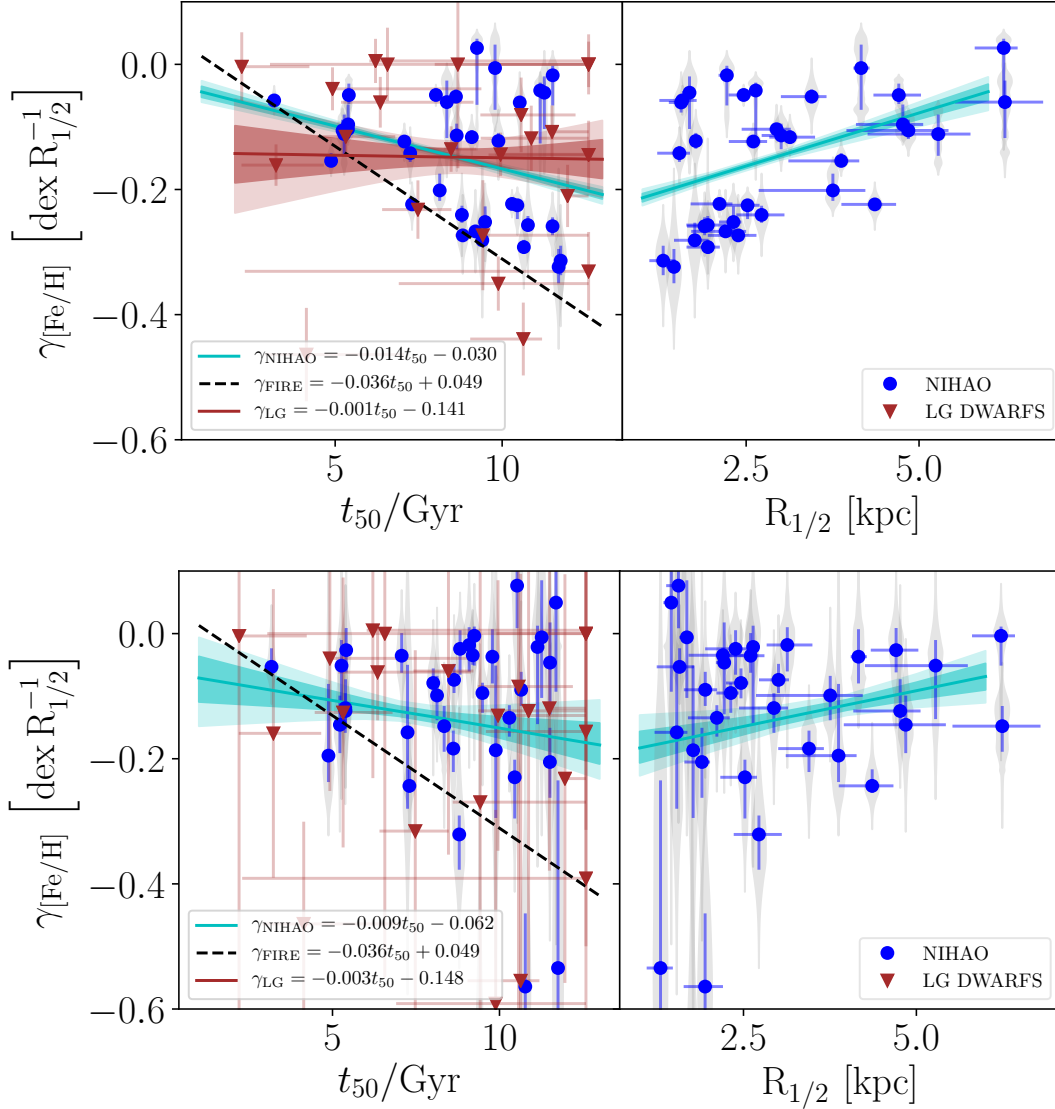 0.0
−0.2
−0.4
−0.6
γ[Fe/H] [dex R1/2^−1]
γNIHAO = −0.014t50 − 0.030
γFIRE = −0.036t50 + 0.049
γLG = −0.001t50 − 0.141
NIHAO
LG DWARFS
5 10
2.5 5.0
t50/Gyr
R1/2 [kpc]
0.0
−0.2
−0.4
−0.6
γ[Fe/H] [dex R1/2^−1]
γNIHAO = −0.009t50 − 0.062
γFIRE = −0.036t50 + 0.049
γLG = −0.003t50 − 0.148
NIHAO
LG DWARFS
5 10
2.5 5.0
t50/Gyr
R1/2 [kpc]